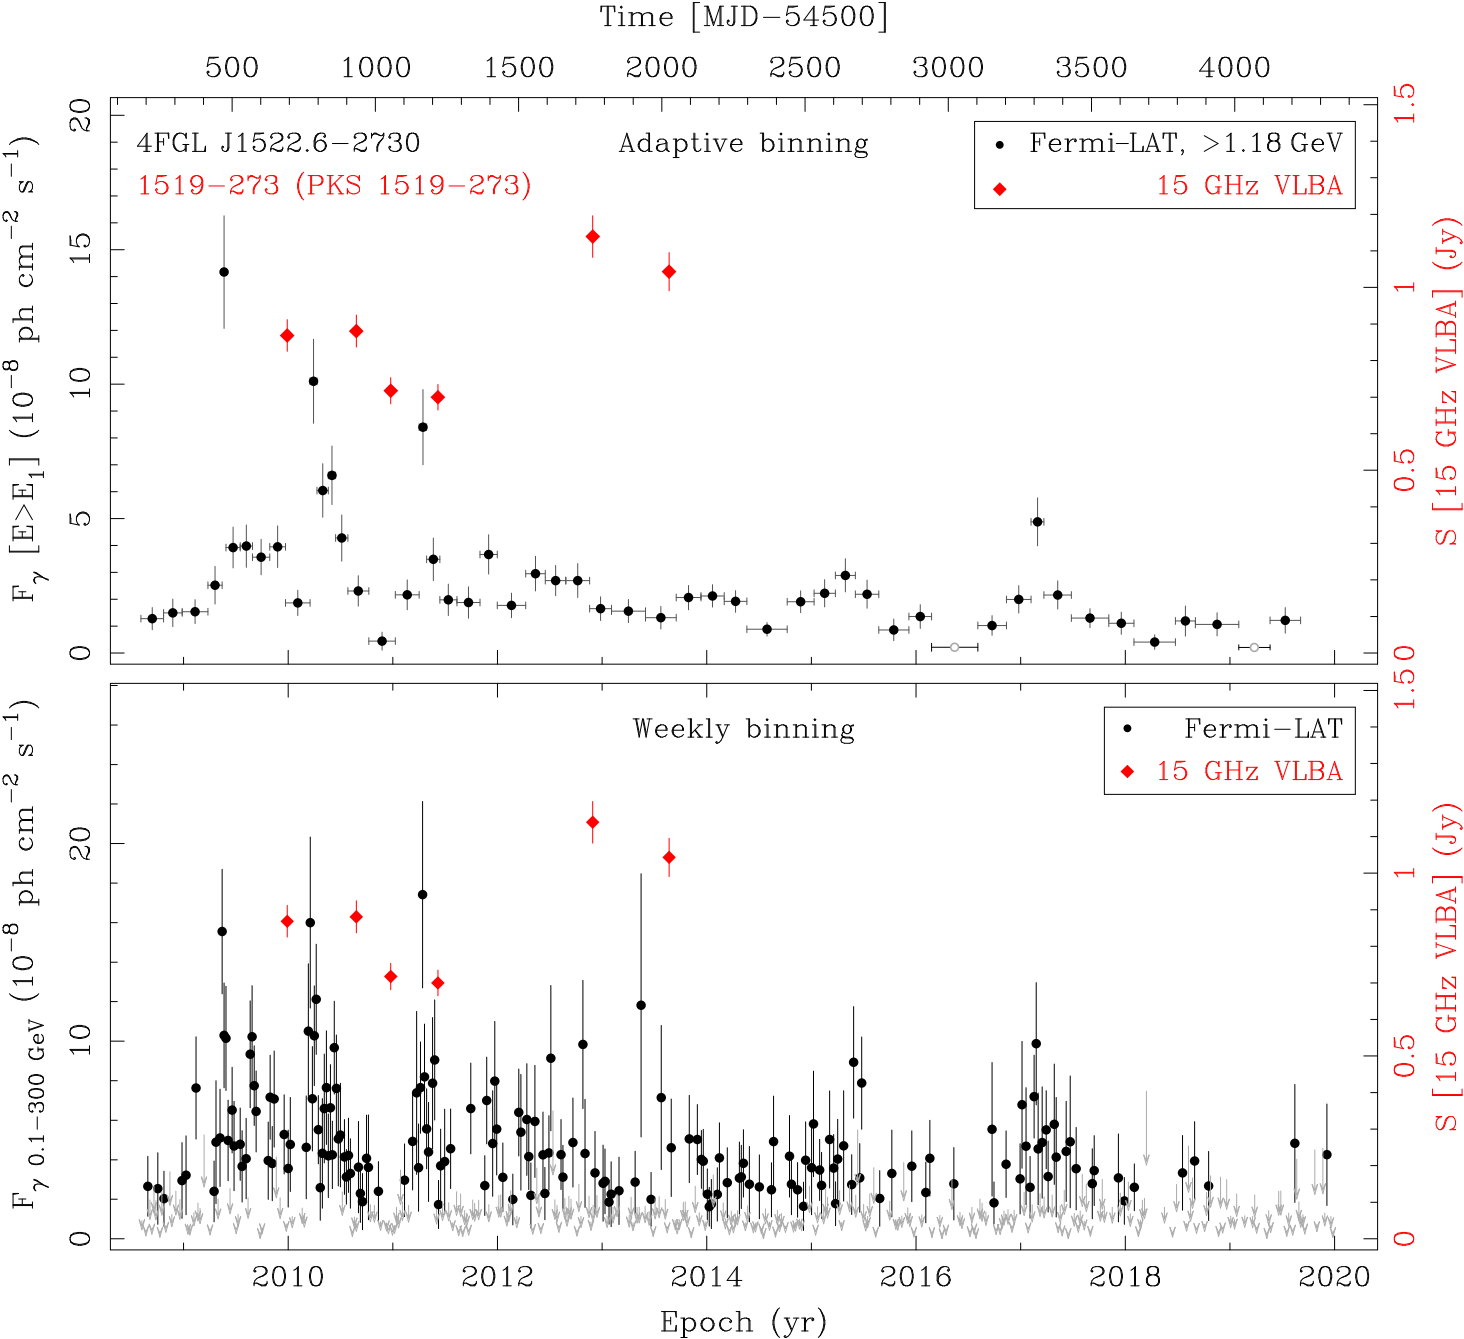 Time [MJD−54500]
500 1000 1500 2000 2500 3000 3500 4000
4FGL J1522.6−2730
1519−273 (PKS 1519−273)
Adaptive binning
Fermi−LAT, >1.18 GeV
15 GHz VLBA
F_γ [E>E_1] (10^−8 ph cm^−2 s^−1)
20
15
10
5
0
S [15 GHz VLBA] (Jy)
1.5
1
0.5
0
Weekly binning
Fermi−LAT
15 GHz VLBA
F_γ 0.1−300 GeV (10^−8 ph cm^−2 s^−1)
20
10
0
S [15 GHz VLBA] (Jy)
1.5
1
0.5
0
2010 2012 2014 2016 2018 2020
Epoch (yr)